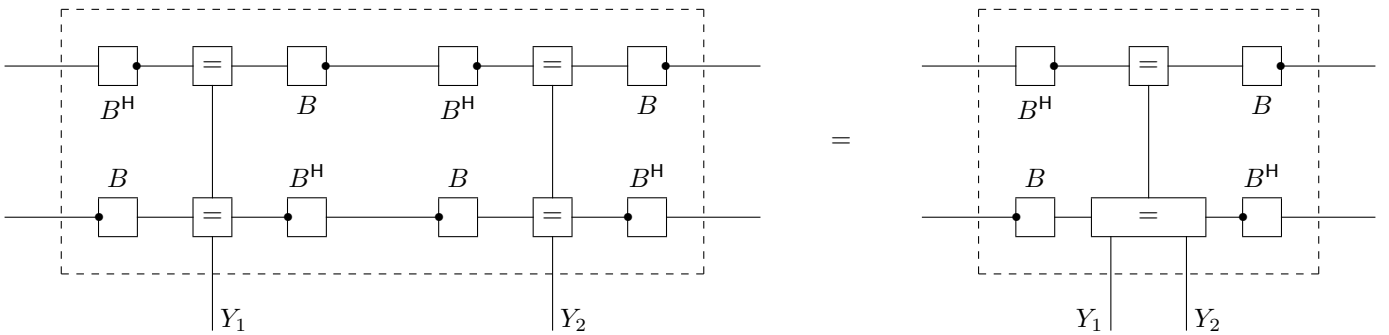 = = =
B^H B B^H B B^H B
=
B B^H B B^H B B^H
= = =
Y_1 Y_2 Y_1 Y_2